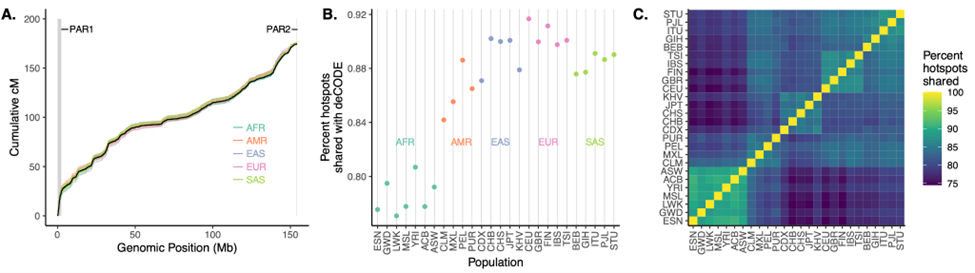 A.
PAR1
PAR2
Cumulative cM
200
150
100
50
0
AFR
AMR
EAS
EUR
SAS
0
50
100
150
Genomic Position (Mb)
B.
Percent hotspots
shared with deCODE
0.92
0.88
0.84
0.80
AFR
AMR
EAS
EUR
SAS
ESN
GWD
LWK
MSL
YRI
ACB
ASW
CLM
MXL
PEL
PUR
CDX
CHB
CHS
JPT
KHV
CEU
GBR
FIN
IBS
TSI
BEB
GIH
ITU
PJL
STU
Population
C.
STU
PJL
ITU
GIH
BEB
TSI
IBS
FIN
GBR
CEU
KHV
JPT
CHS
CHB
CDX
PUR
PEL
MXL
CLM
ASW
ACB
YRI
MSL
LWK
GWD
ESN
ESN
GWD
LWK
MSL
YRI
ACB
ASW
CLM
MXL
PEL
PUR
CDX
CHB
CHS
JPT
KHV
CEU
GBR
FIN
IBS
TSI
BEB
GIH
ITU
PJL
STU
Percent
hotspots
shared
100
95
90
85
80
75